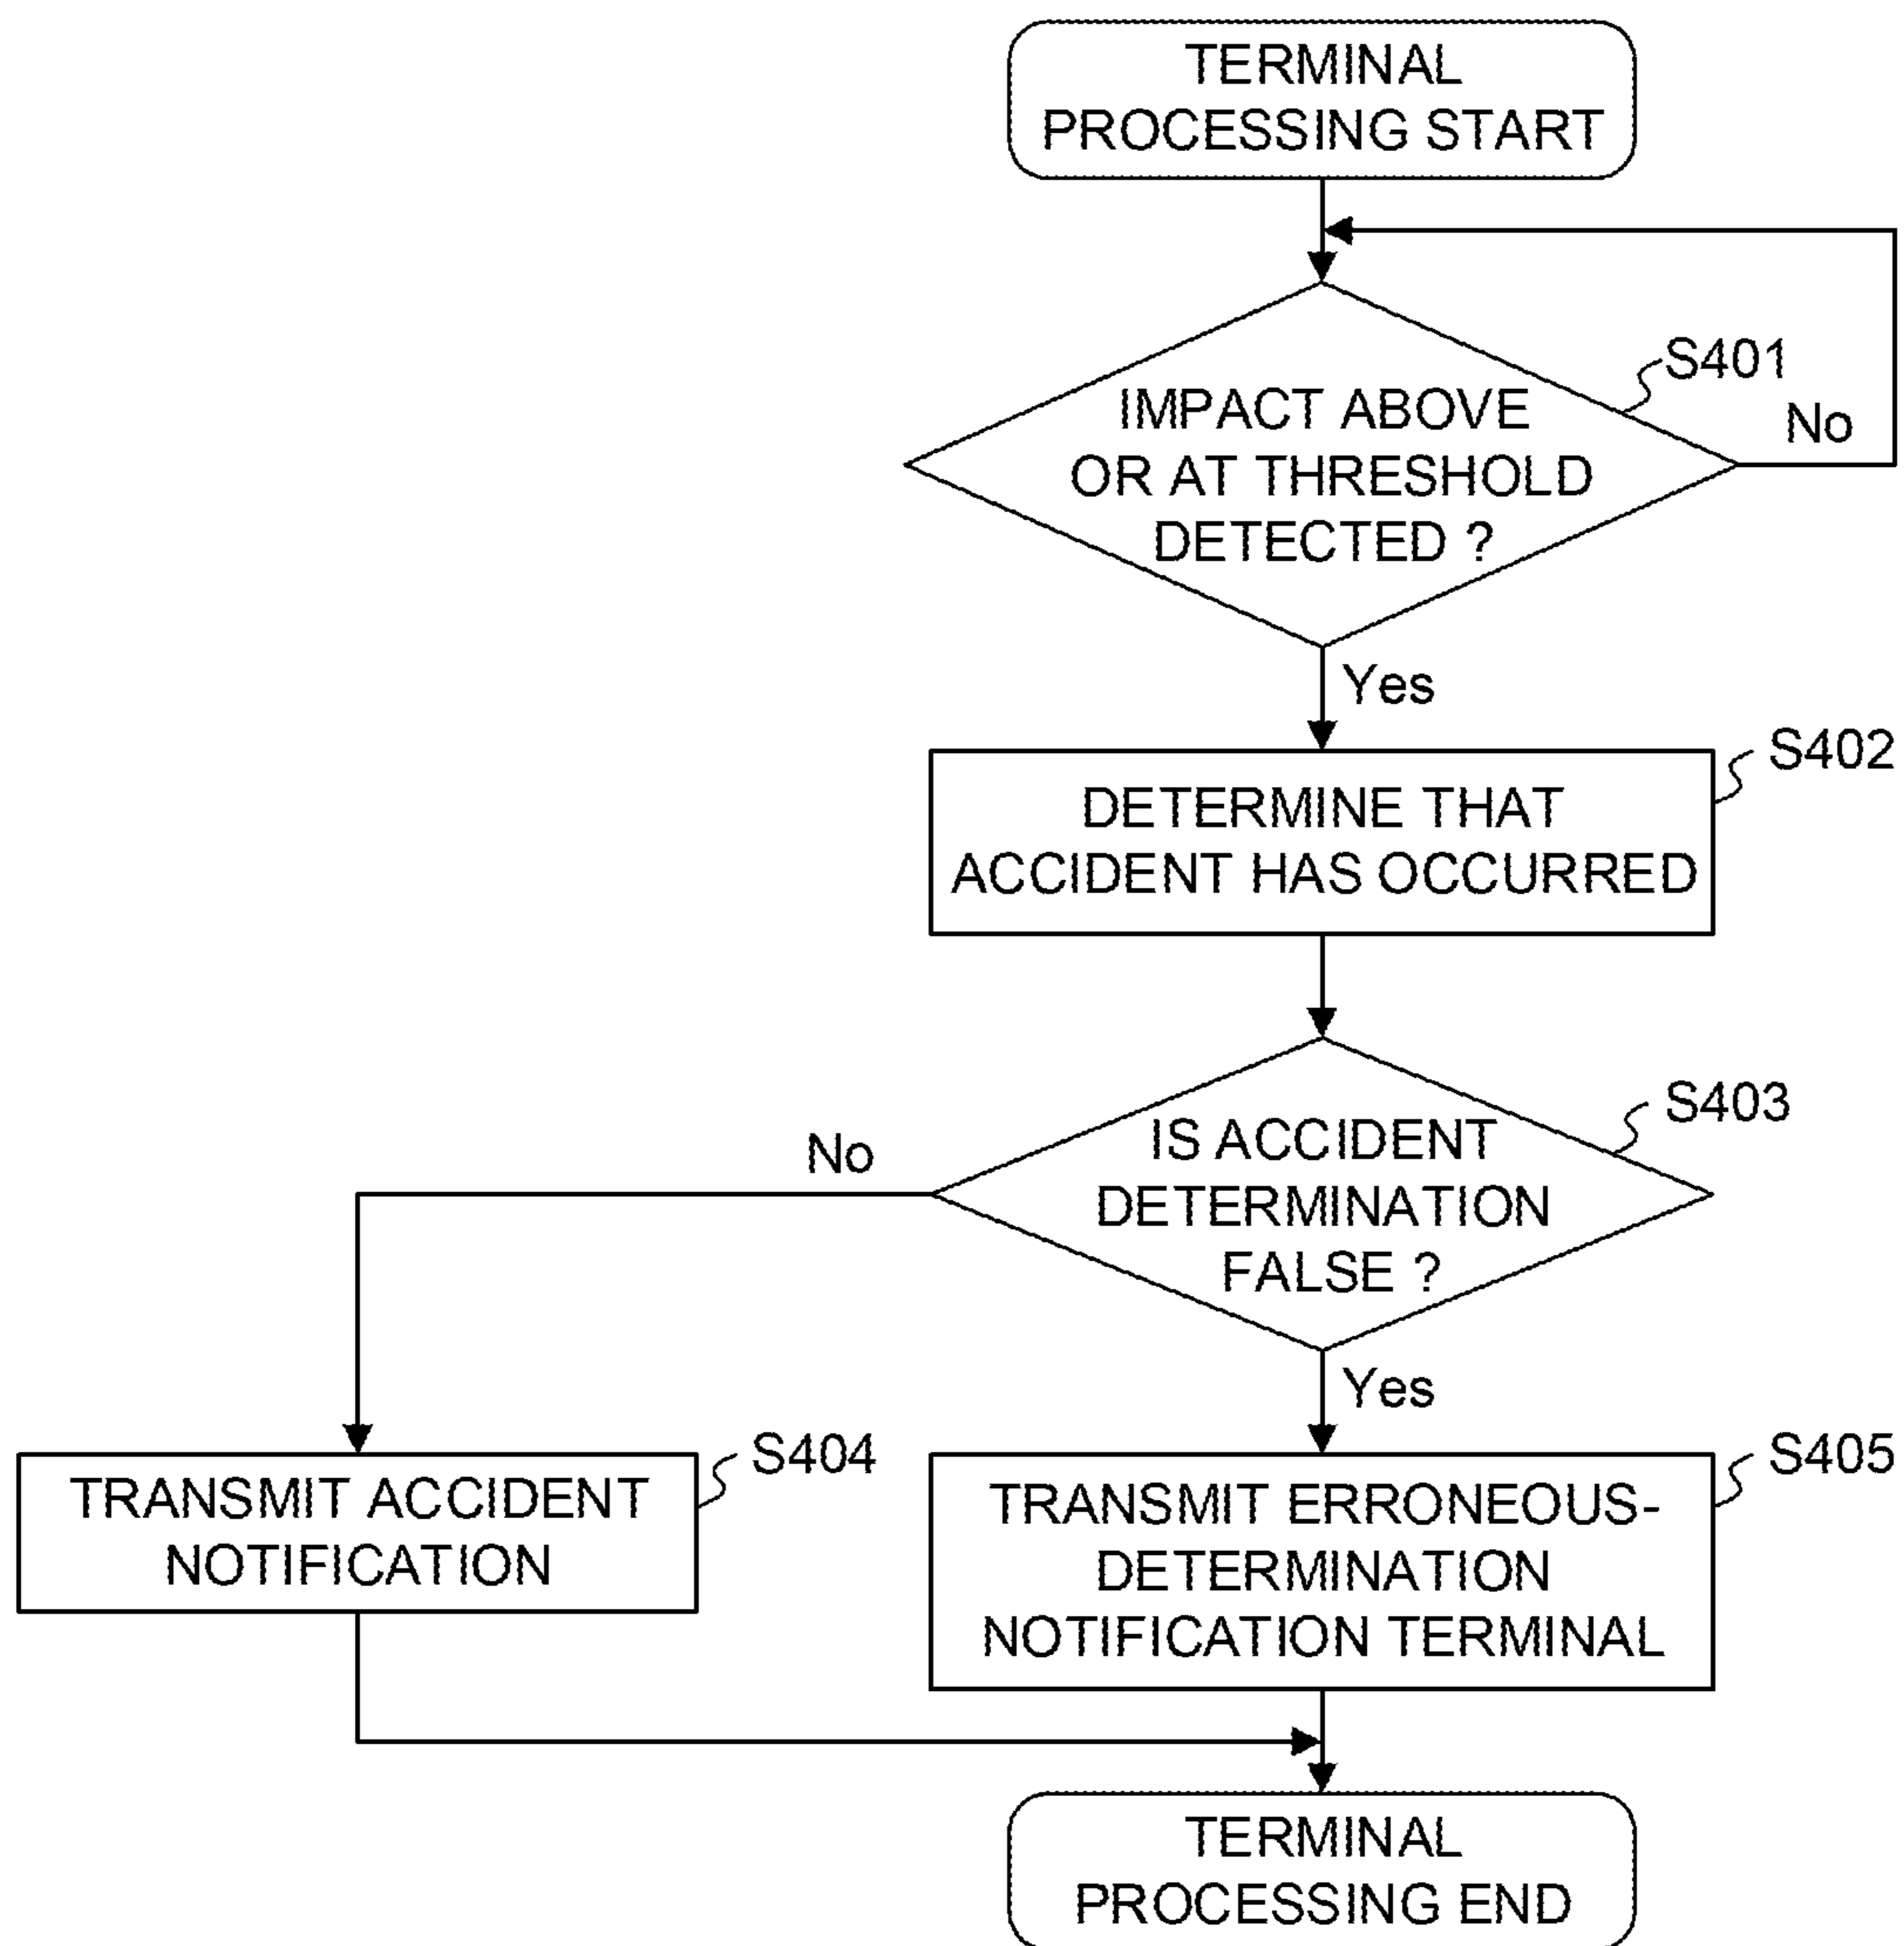 TERMINAL
PROCESSING START
S401
IMPACT ABOVE
OR AT THRESHOLD
DETECTED ?
No
Yes
S402
DETERMINE THAT
ACCIDENT HAS OCCURRED
S403
IS ACCIDENT
DETERMINATION
FALSE ?
No
Yes
S404
TRANSMIT ACCIDENT
NOTIFICATION
S405
TRANSMIT ERRONEOUS-
DETERMINATION
NOTIFICATION TERMINAL
TERMINAL
PROCESSING END